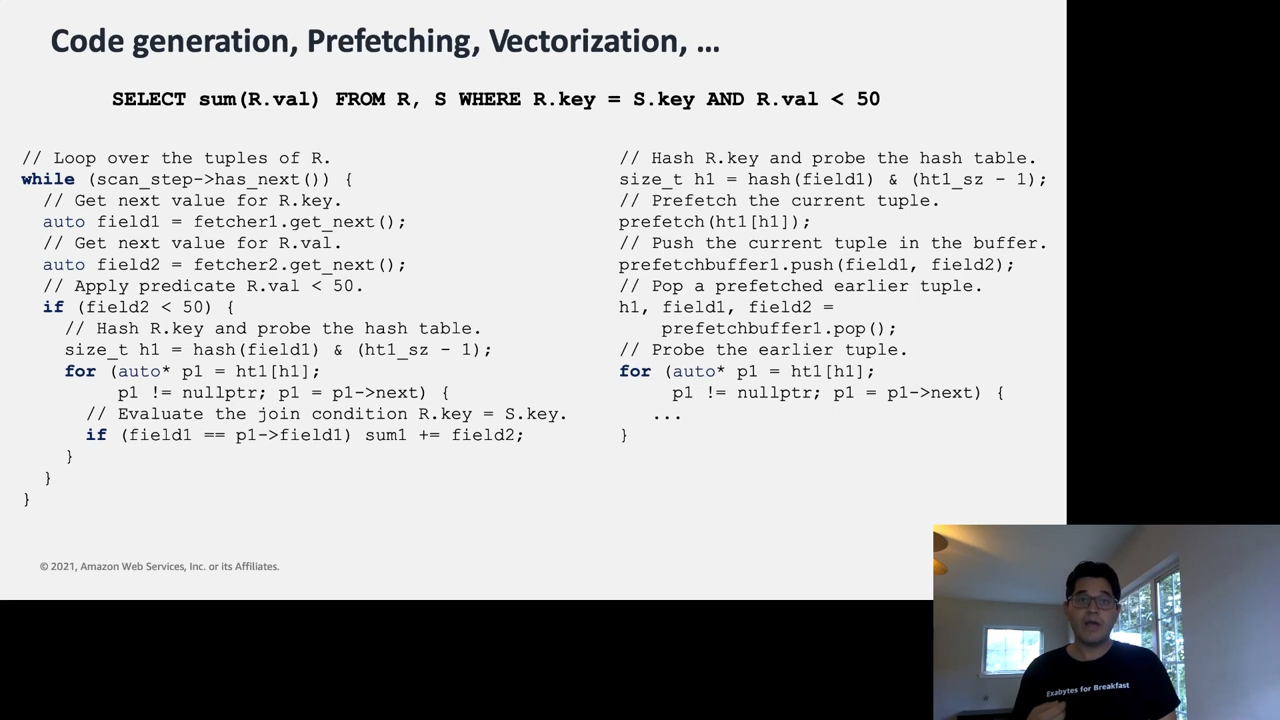 Code generation, Prefetching, Vectorization, …
SELECT sum(R.val) FROM R, S WHERE R.key = S.key AND R.val < 50
// Loop over the tuples of R.
while (scan_step->has_next()) {
// Get next value for R.key.
auto field1 = fetcher1.get_next();
// Get next value for R.val.
auto field2 = fetcher2.get_next();
// Apply predicate R.val < 50.
if (field2 < 50) {
// Hash R.key and probe the hash table.
size_t h1 = hash(field1) & (ht1_sz - 1);
for (auto* p1 = ht1[h1];
p1 != nullptr; p1 = p1->next) {
// Evaluate the join condition R.key = S.key.
if (field1 == p1->field1) sum1 += field2;
}
}
}
// Hash R.key and probe the hash table.
size_t h1 = hash(field1) & (ht1_sz - 1);
// Prefetch the current tuple.
prefetch(ht1[h1]);
// Push the current tuple in the buffer.
prefetchbuffer1.push(field1, field2);
// Pop a prefetched earlier tuple.
h1, field1, field2 =
prefetchbuffer1.pop();
// Probe the earlier tuple.
for (auto* p1 = ht1[h1];
p1 != nullptr; p1 = p1->next) {
...
}
© 2021, Amazon Web Services, Inc. or its Affiliates.
Exabytes for Breakfast